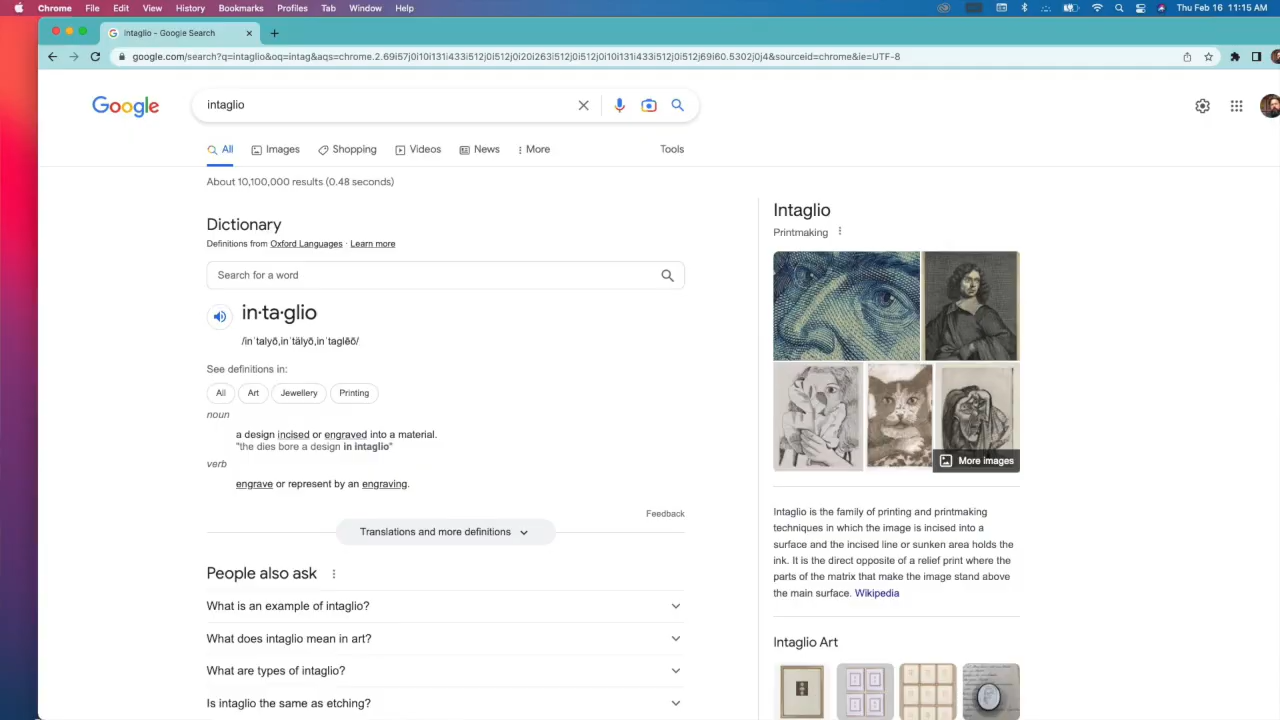 Chrome File Edit View History Bookmarks Profiles Tab Window Help Thu Feb 16 11:15 AM
Intaglio - Google Search
google.com/search?q=intaglio&oq=intag&aqs=chrome.2.69i57j0i10i131i433i512j0i512j0i20i263i512j0i512j0i10i131i433i512j0i512j69i60.5302j0j4&sourceid=chrome&ie=UTF-8
Google intaglio
All Images Shopping Videos News More Tools
About 10,100,000 results (0.48 seconds)
Dictionary
Definitions from Oxford Languages · Learn more
Search for a word
in·ta·glio
/inˈtalyō,inˈtälyō,inˈtaglēō/
See definitions in:
All Art Jewellery Printing
noun
a design incised or engraved into a material.
"the dies bore a design in intaglio"
verb
engrave or represent by an engraving.
Feedback
Translations and more definitions
People also ask
What is an example of intaglio?
What does intaglio mean in art?
What are types of intaglio?
Is intaglio the same as etching?
Intaglio
Printmaking
More images
Intaglio is the family of printing and printmaking
techniques in which the image is incised into a
surface and the incised line or sunken area holds the
ink. It is the direct opposite of a relief print where the
parts of the matrix that make the image stand above
the main surface. Wikipedia
Intaglio Art